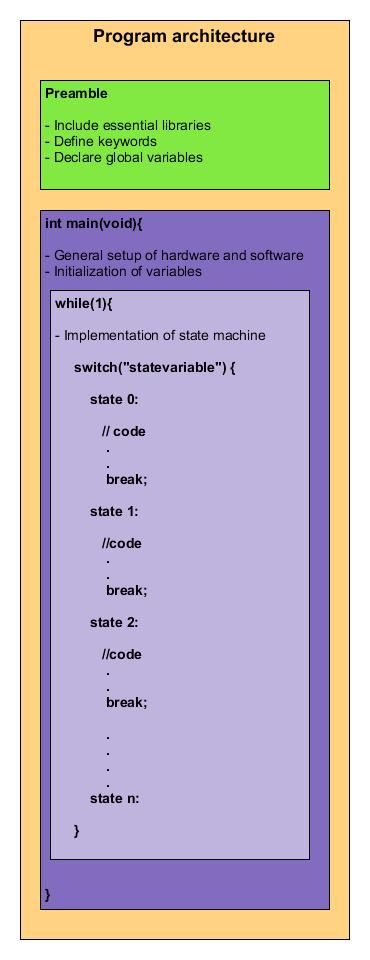 Program architecture
Preamble
- Include essential libraries
- Define keywords
- Declare global variables
int main(void){
- General setup of hardware and software
- Initialization of variables
while(1){
- Implementation of state machine
switch("statevariable") {
state 0:
// code
.
.
break;
state 1:
//code
.
.
break;
state 2:
//code
.
.
break;
.
.
.
.
state n:
}
}